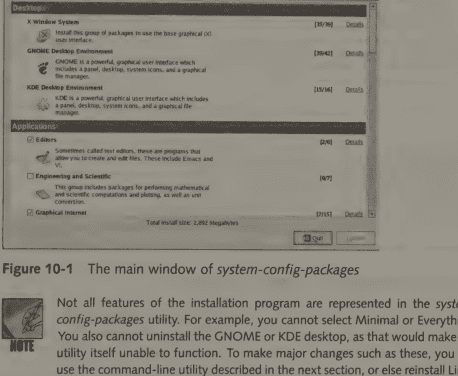 Desktops
X Window System [35/39] Details
Install this group of packages to use the base graphical (X)
user interface.
GNOME Desktop Environment [39/42] Details
GNOME is a powerful, graphical user interface which
includes a panel, desktop, system icons, and a graphical
file manager.
KDE Desktop Environment [15/16] Details
KDE is a powerful, graphical user interface which includes
a panel, desktop, system icons, and a graphical file
manager.
Applications
Editors [2/6] Details
Sometimes called text editors, these are programs that
allow you to create and edit files. These include Emacs and
Vi.
Engineering and Scientific [0/7]
This group includes packages for performing mathematical
and scientific computations and plotting, as well as unit
conversion.
Graphical Internet [7/15] Details
Total install size: 2,892 Megabytes
Quit Update
Figure 10-1 The main window of system-config-packages
NOTE
Not all features of the installation program are represented in the syste
config-packages utility. For example, you cannot select Minimal or Everyth
You also cannot uninstall the GNOME or KDE desktop, as that would make
utility itself unable to function. To make major changes such as these, you
use the command-line utility described in the next section, or else reinstall Li